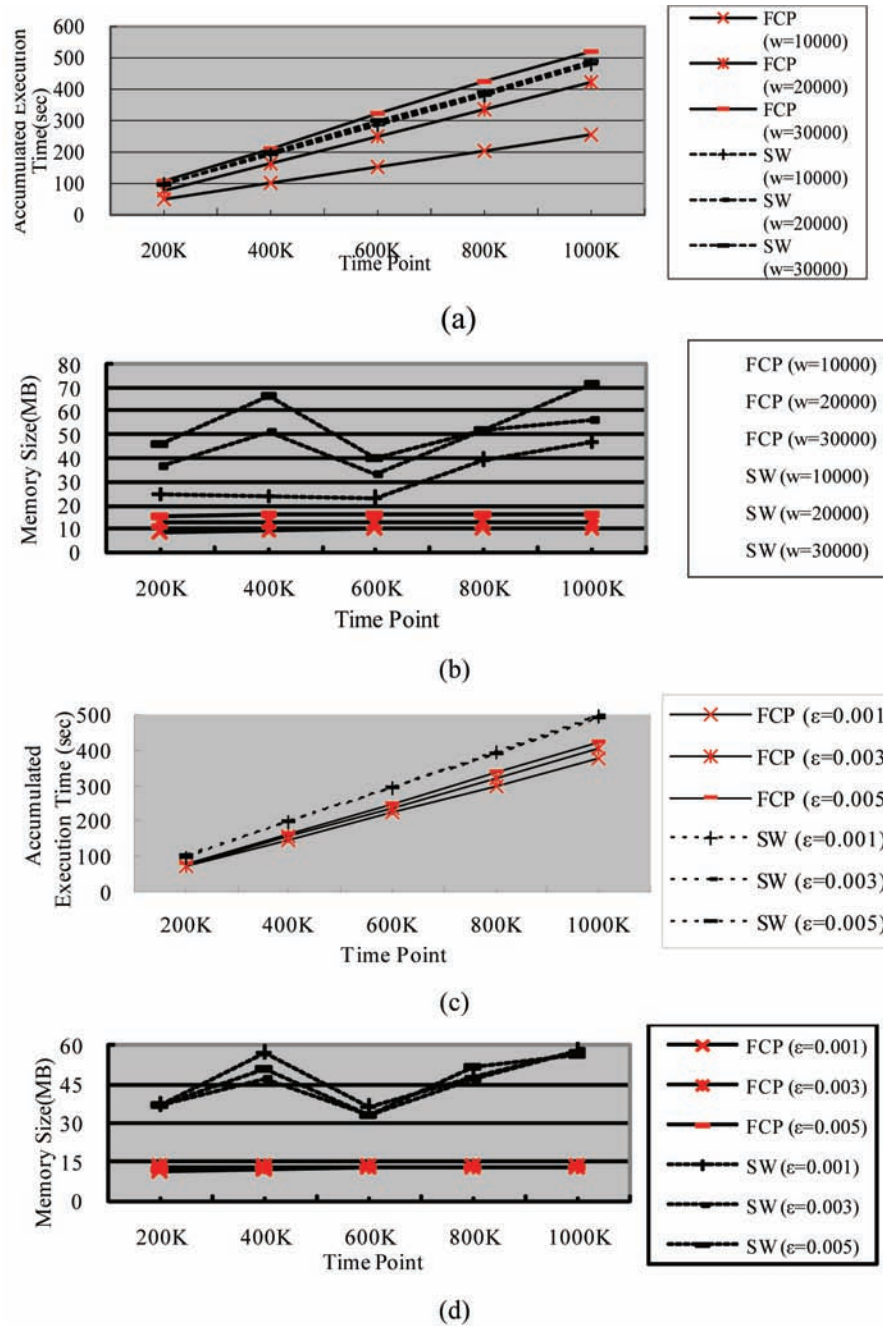 Accumulated Execution
Time(sec)
600
500
400
300
200
100
0
200K 400K 600K 800K 1000K
Time Point
FCP
(w=10000)
FCP
(w=20000)
FCP
(w=30000)
SW
(w=10000)
SW
(w=20000)
SW
(w=30000)
(a)
Memory Size(MB)
80
70
60
50
40
30
20
10
0
200K 400K 600K 800K 1000K
Time Point
FCP (w=10000)
FCP (w=20000)
FCP (w=30000)
SW (w=10000)
SW (w=20000)
SW (w=30000)
(b)
Accumulated
Execution Time (sec)
500
400
300
200
100
0
200K 400K 600K 800K 1000K
Time Point
FCP (ε=0.001
FCP (ε=0.003
FCP (ε=0.005
SW (ε=0.001)
SW (ε=0.003)
SW (ε=0.005)
(c)
Memory Size(MB)
60
45
30
15
0
200K 400K 600K 800K 1000K
Time Point
FCP (ε=0.001)
FCP (ε=0.003)
FCP (ε=0.005)
SW (ε=0.001)
SW (ε=0.003)
SW (ε=0.005)
(d)